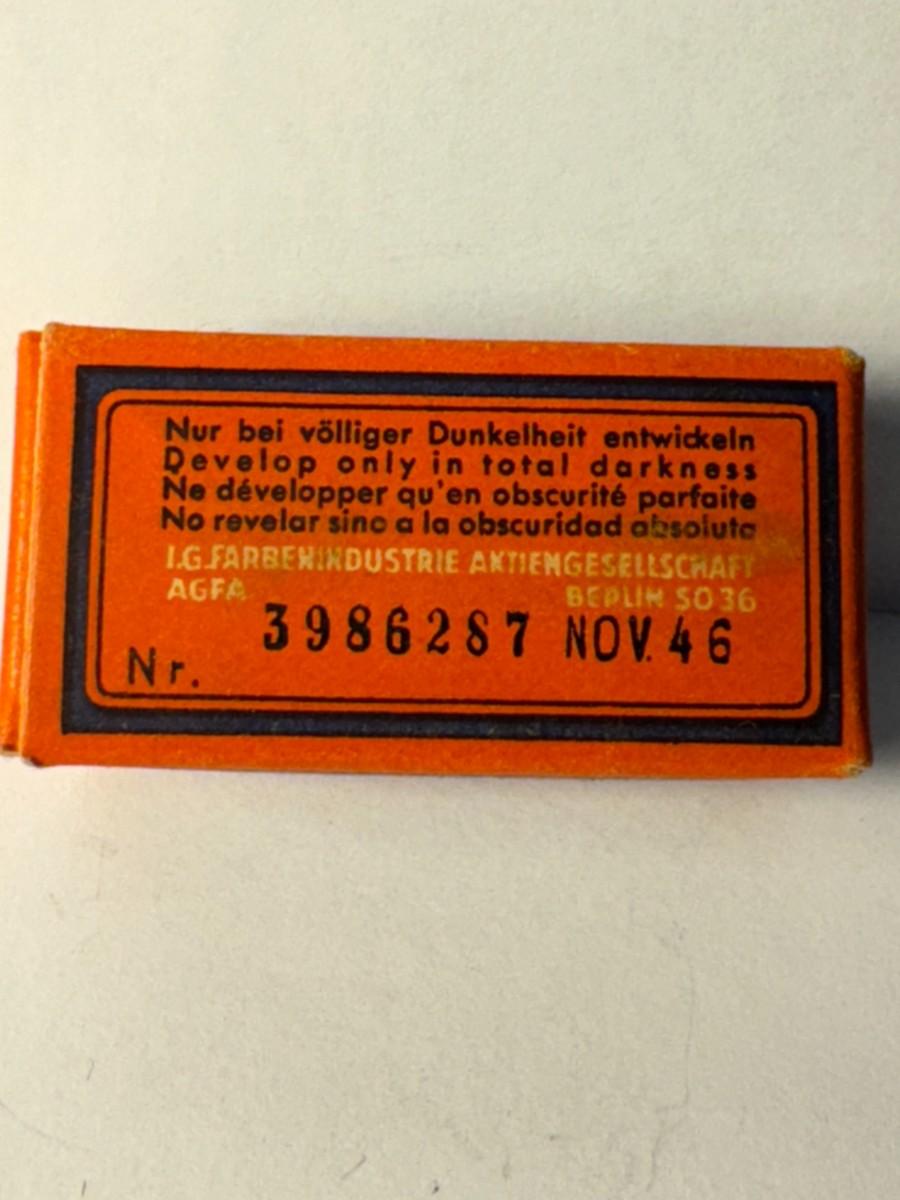 Nur bei völliger Dunkelheit entwickeln
Develop only in total darkness
Ne développer qu'en obscurité parfaite
No revelar sino a la obscuridad absoluta
I.G.FARBENINDUSTRIE AKTIENGESELLSCHAFT
AGFA BERLIN SO 36
Nr. 3986287 NOV. 46